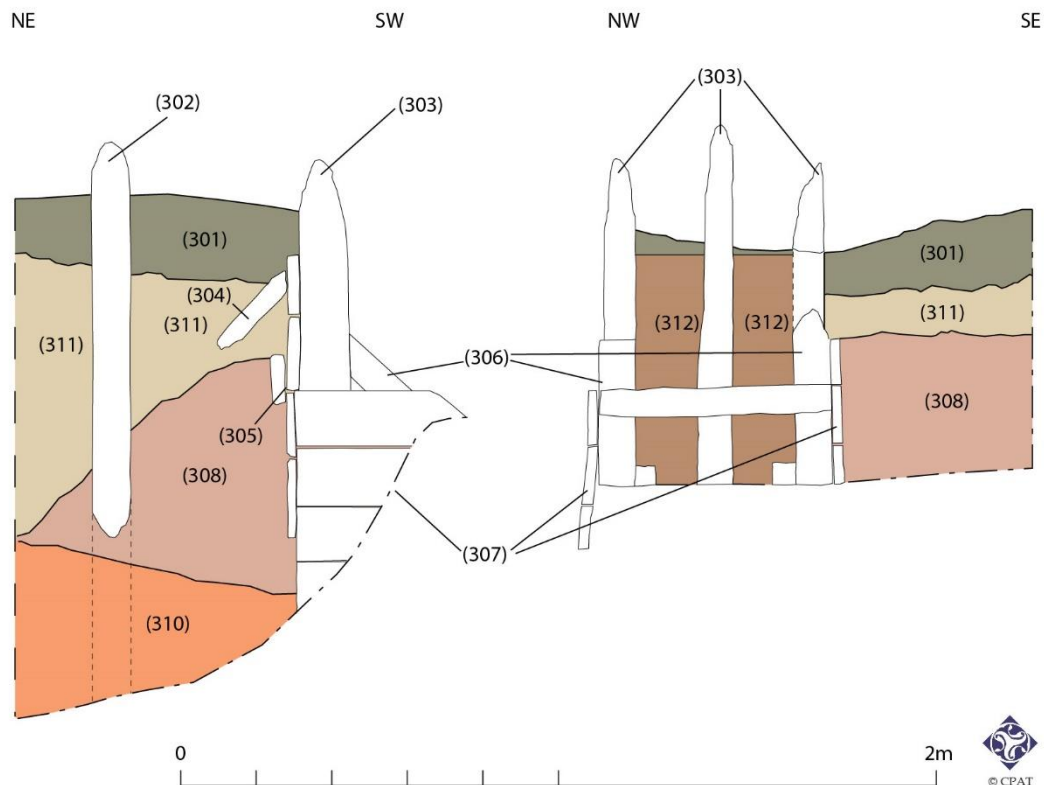 NE SW NW SE
(302) (303) (303)
(301) (301)
(304) (311) (311) (311)
(312) (312)
(306)
(305) (308) (308)
(307)
(310)
0 2m
© CPAT